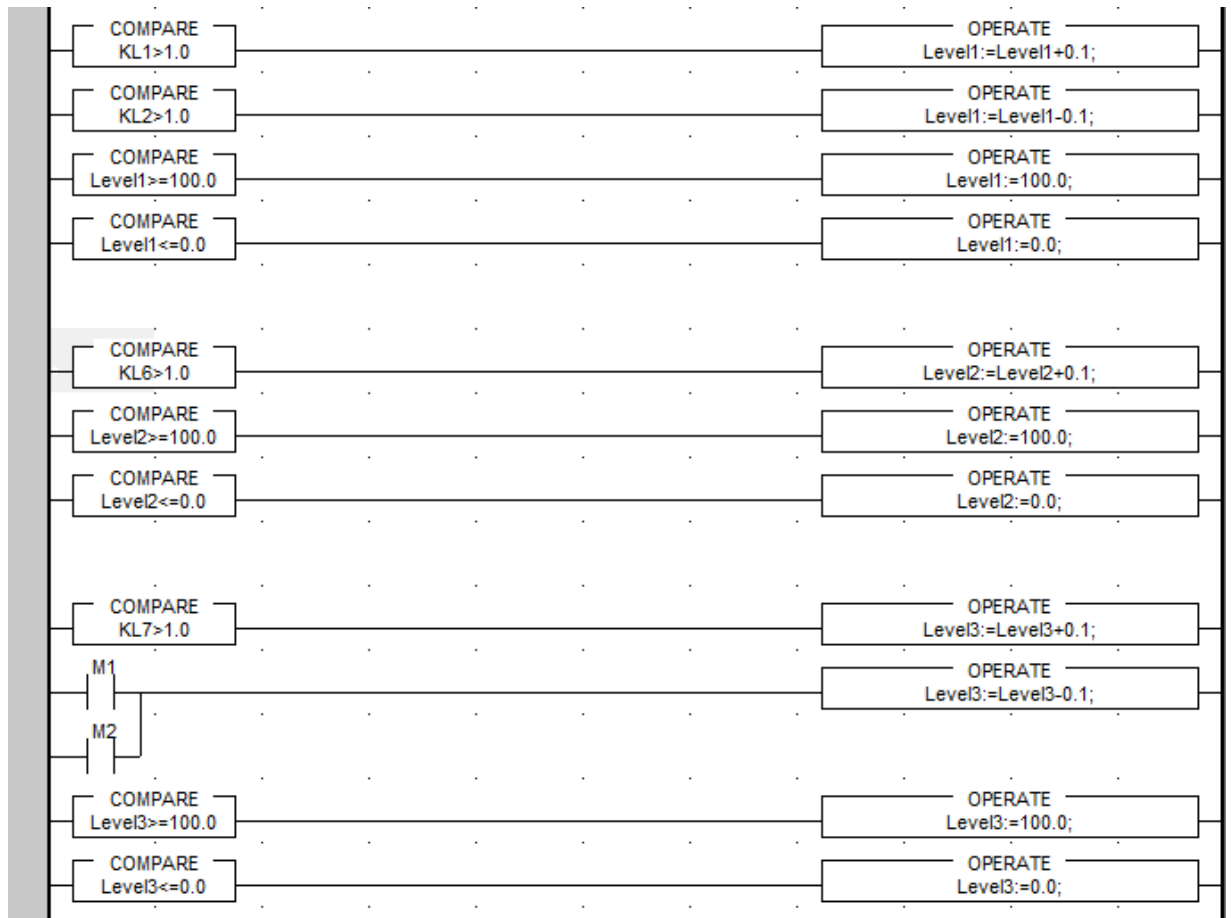 COMPARE OPERATE
KL1>1.0 Level1:=Level1+0.1;
COMPARE OPERATE
KL2>1.0 Level1:=Level1-0.1;
COMPARE OPERATE
Level1>=100.0 Level1:=100.0;
COMPARE OPERATE
Level1<=0.0 Level1:=0.0;
COMPARE OPERATE
KL6>1.0 Level2:=Level2+0.1;
COMPARE OPERATE
Level2>=100.0 Level2:=100.0;
COMPARE OPERATE
Level2<=0.0 Level2:=0.0;
COMPARE OPERATE
KL7>1.0 Level3:=Level3+0.1;
M1 OPERATE
Level3:=Level3-0.1;
M2
COMPARE OPERATE
Level3>=100.0 Level3:=100.0;
COMPARE OPERATE
Level3<=0.0 Level3:=0.0;